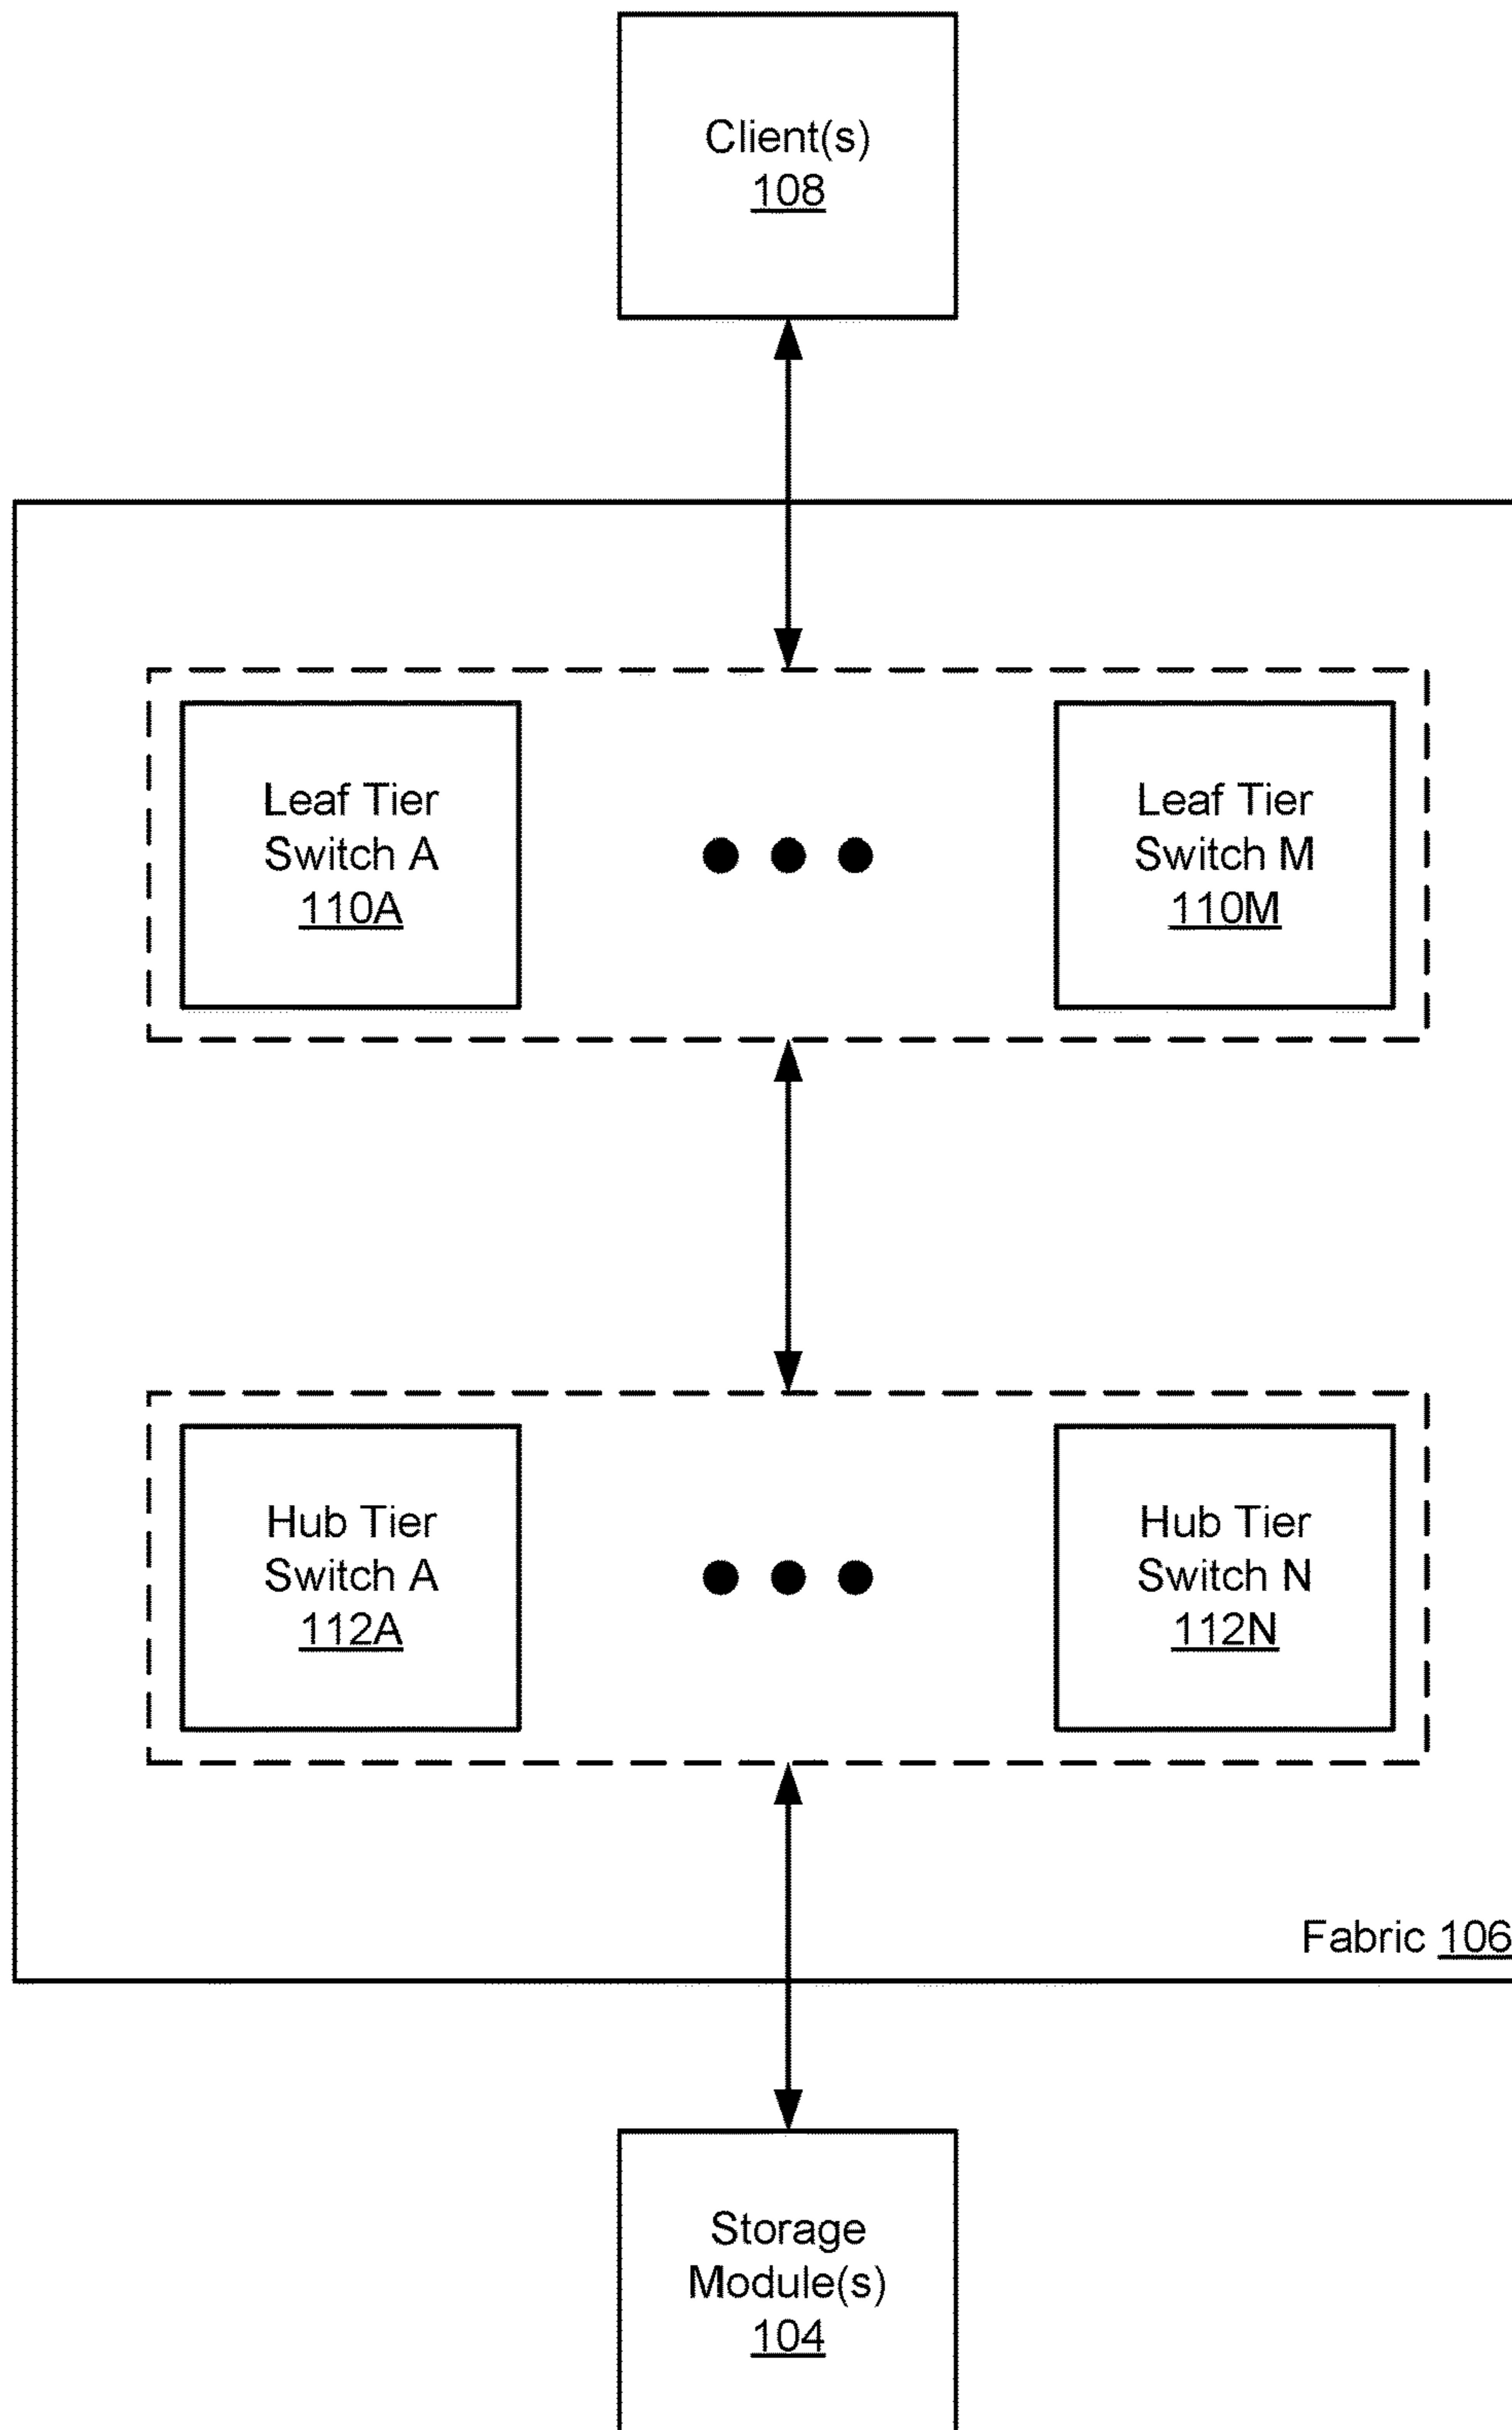 Client(s)
108
Leaf Tier
Switch A
110A
Leaf Tier
Switch M
110M
Hub Tier
Switch A
112A
Hub Tier
Switch N
112N
Fabric 106
Storage
Module(s)
104